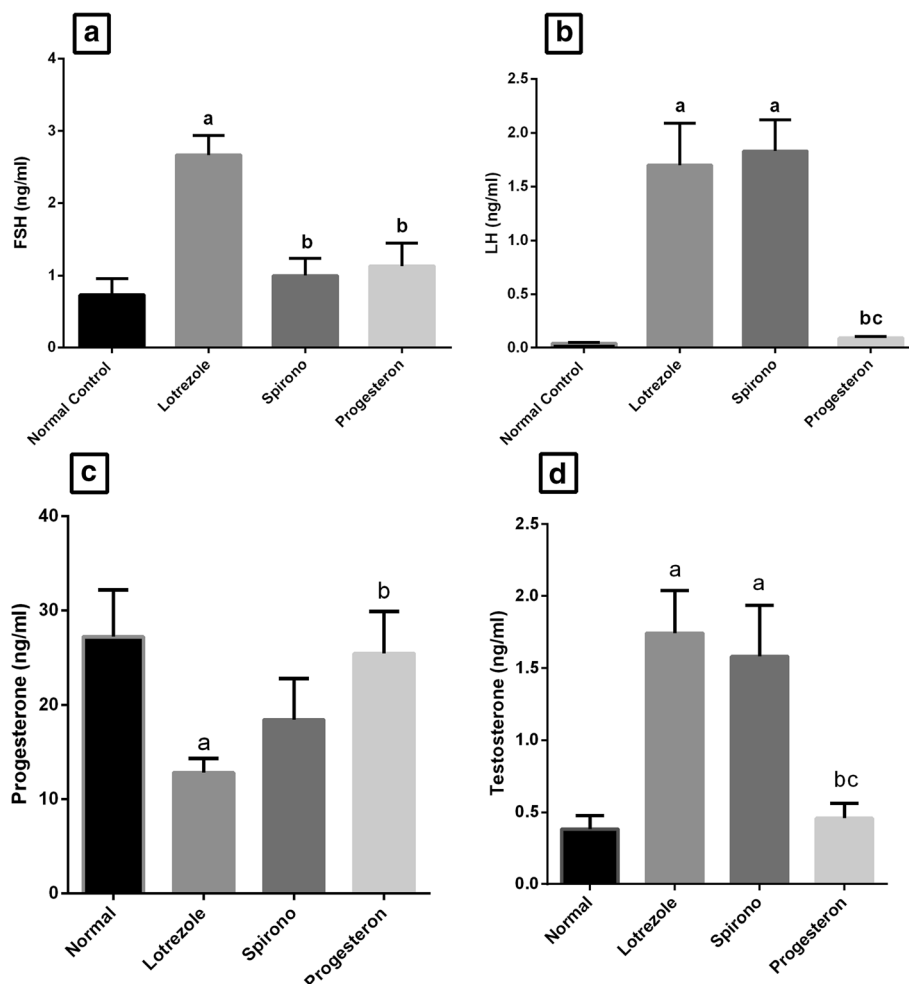 a
FSH (ng/ml)
4
3
2
1
0
a
b
b
Normal Control
Lotrezole
Spirono
Progesteron
b
LH (ng/ml)
2.5
2.0
1.5
1.0
0.5
0.0
a
a
bc
Normal Control
Lotrezole
Spirono
Progesteron
c
Progesterone (ng/ml)
40
30
20
10
0
a
b
Normal
Lotrezole
Spirono
Progesteron
d
Testosterone (ng/ml)
2.5
2.0
1.5
1.0
0.5
0.0
a
a
bc
Normal
Lotrezole
Spirono
Progesteron